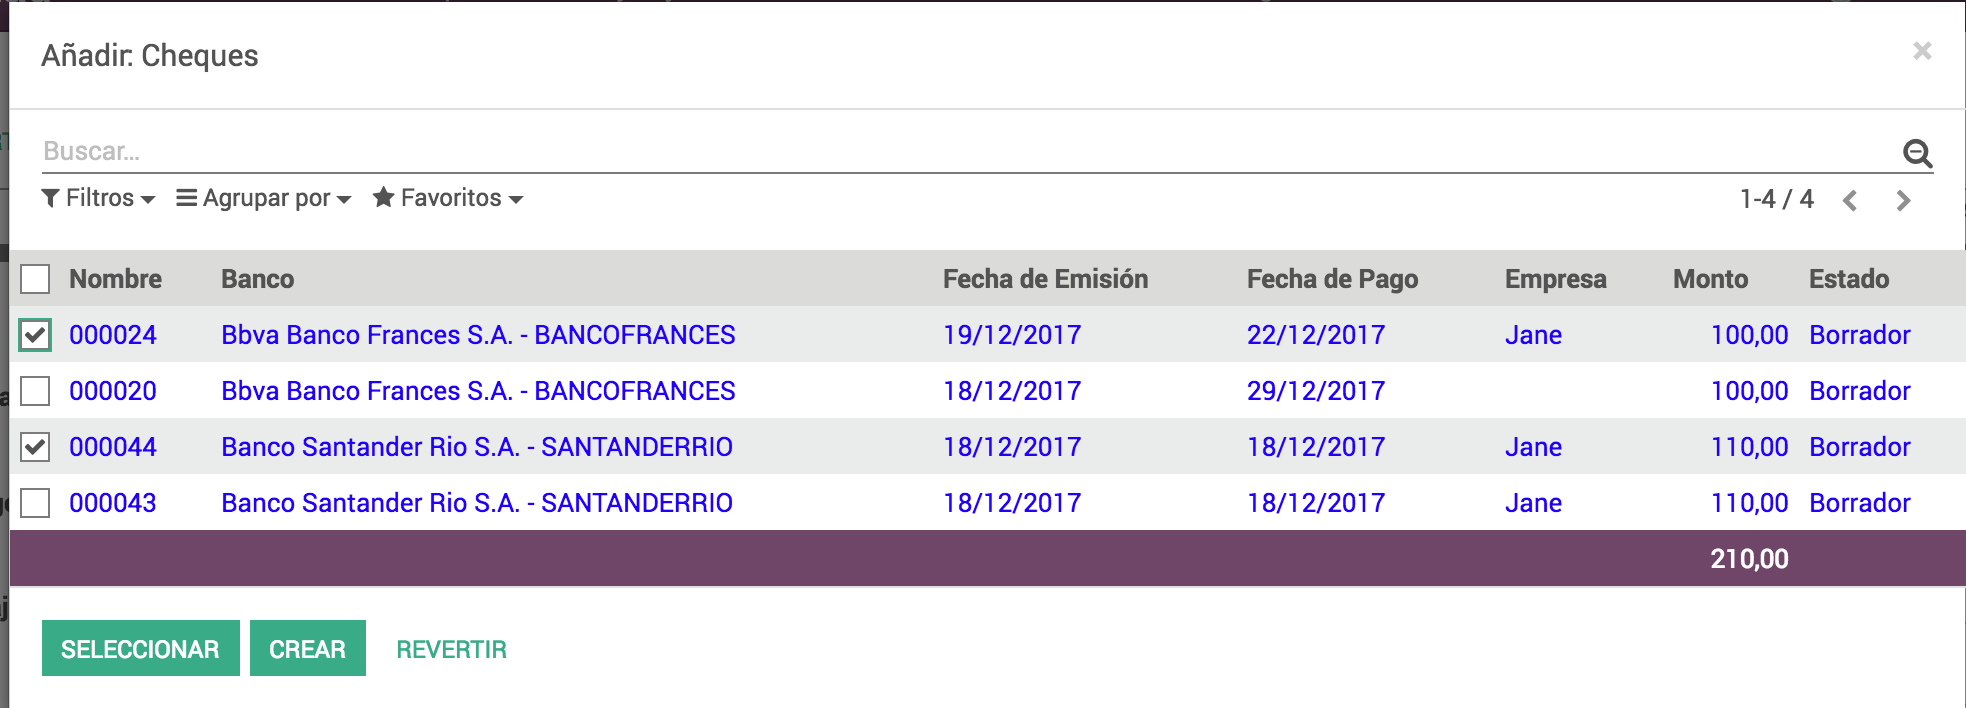 Añadir: Cheques
×
Buscar...
Filtros Agrupar por Favoritos 1-4 / 4
Nombre Banco Fecha de Emisión Fecha de Pago Empresa Monto Estado
000024 Bbva Banco Frances S.A. - BANCOFRANCES 19/12/2017 22/12/2017 Jane 100,00 Borrador
000020 Bbva Banco Frances S.A. - BANCOFRANCES 18/12/2017 29/12/2017 100,00 Borrador
000044 Banco Santander Rio S.A. - SANTANDERRIO 18/12/2017 18/12/2017 Jane 110,00 Borrador
000043 Banco Santander Rio S.A. - SANTANDERRIO 18/12/2017 18/12/2017 Jane 110,00 Borrador
210,00
SELECCIONAR CREAR REVERTIR